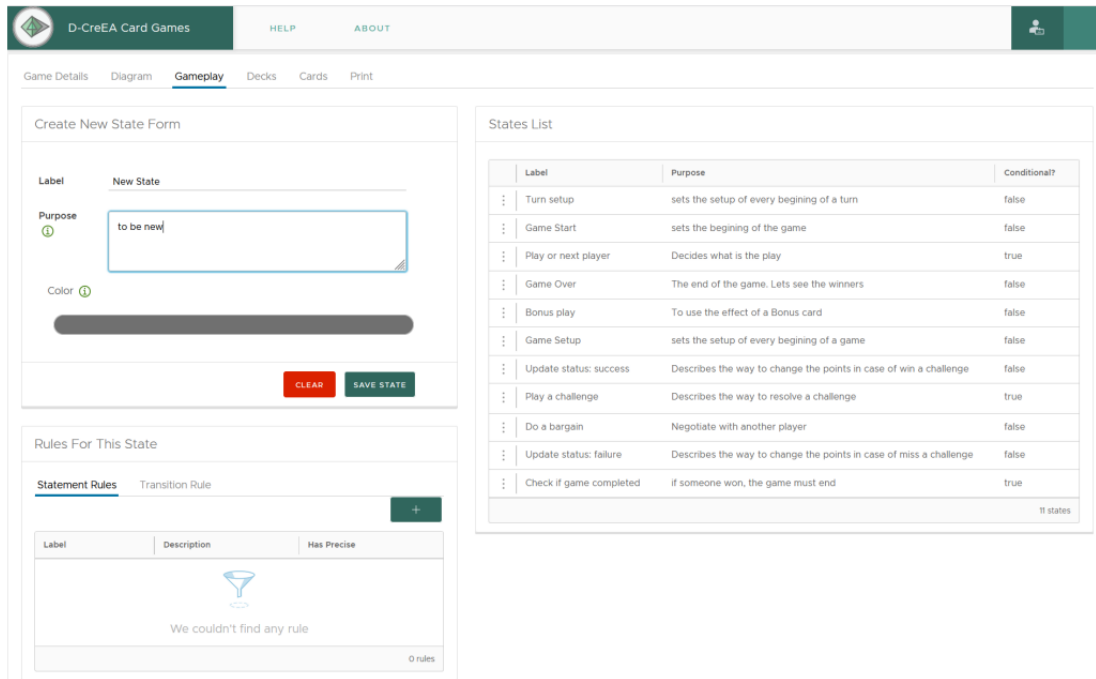 D-CreEA Card Games HELP ABOUT
Game Details Diagram Gameplay Decks Cards Print
Create New State Form
Label New State
Purpose to be new
Color
CLEAR SAVE STATE
Rules For This State
Statement Rules Transition Rule
+
Label Description Has Precise
We couldn't find any rule
0 rules
States List
Label Purpose Conditional?
Turn setup sets the setup of every begining of a turn false
Game Start sets the begining of the game false
Play or next player Decides what is the play true
Game Over The end of the game. Lets see the winners false
Bonus play To use the effect of a Bonus card false
Game Setup sets the setup of every begining of a game false
Update status: success Describes the way to change the points in case of win a challenge false
Play a challenge Describes the way to resolve a challenge true
Do a bargain Negotiate with another player false
Update status: failure Describes the way to change the points in case of miss a challenge false
Check if game completed if someone won, the game must end true
11 states